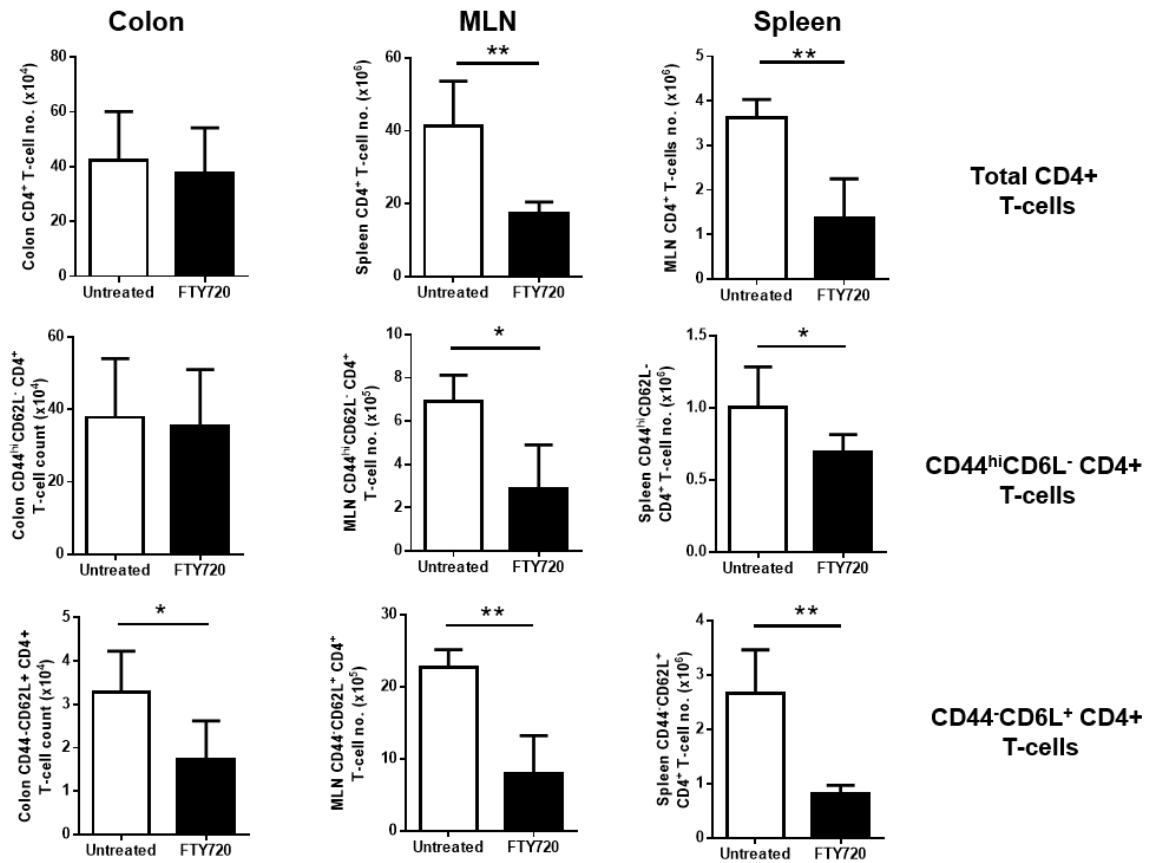 Colon MLN Spleen
Colon CD4+ T-cell no. (x10⁴)
80
60
40
20
0
Untreated FTY720
Spleen CD4+ T-cell no. (x10⁶)
60
40
20
0
**
Untreated FTY720
MLN CD4+ T-cells no. (x10⁶)
5
4
3
2
1
0
**
Untreated FTY720
Total CD4+
T-cells
Colon CD44ʰⁱCD62L⁻ CD4⁺
T-cell count (x10⁴)
60
40
20
0
Untreated FTY720
MLN CD44ʰⁱCD62L⁻ CD4⁺
T-cell no. (x10⁵)
10
8
6
4
2
0
*
Untreated FTY720
Spleen CD44ʰⁱCD62L-
CD4⁺ T-cell no. (x10⁶)
1.5
1.0
0.5
0.0
*
Untreated FTY720
CD44ʰⁱCD6L⁻ CD4+
T-cells
Colon CD44-CD62L+ CD4+
T-cell count (x10⁴)
5
4
3
2
1
0
*
Untreated FTY720
MLN CD44⁻CD62L⁺ CD4⁺
T-cell no. (x10⁵)
30
20
10
0
**
Untreated FTY720
Spleen CD44⁻CD62L⁺
CD4⁺ T-cell no. (x10⁶)
4
3
2
1
0
**
Untreated FTY720
CD44⁻CD6L⁺ CD4+
T-cells